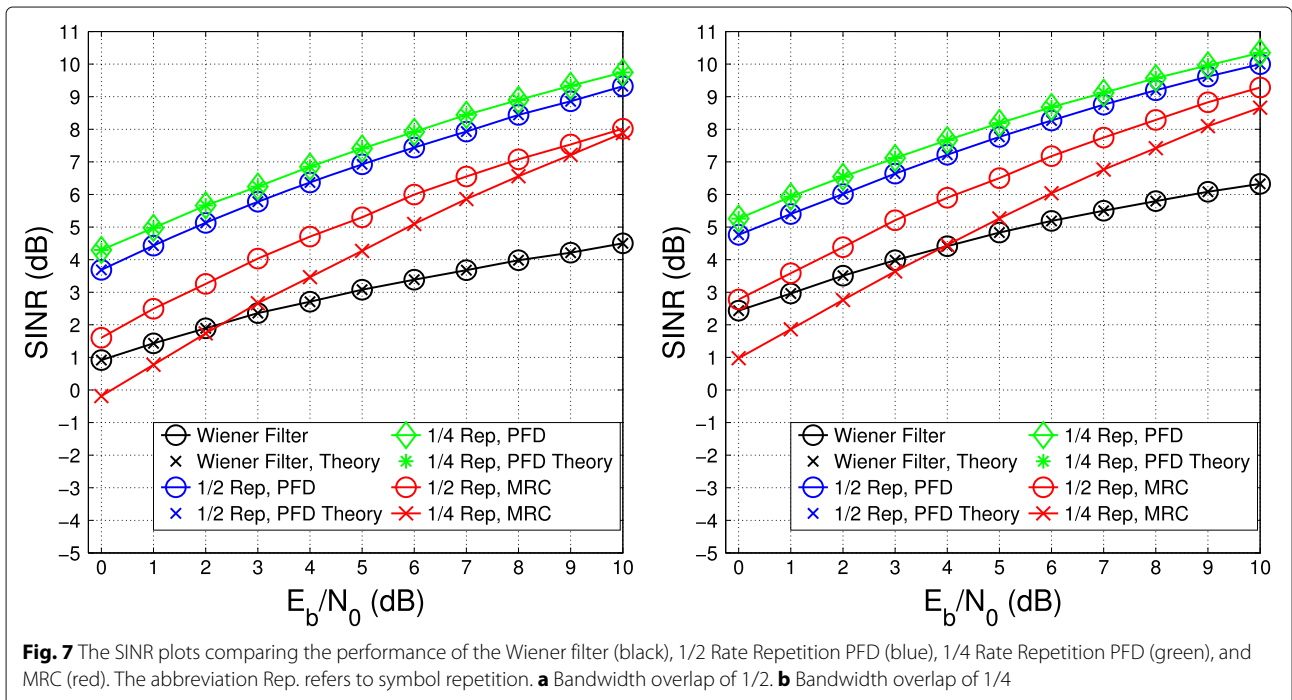 11
10
9
8
7
6
5
4
3
2
1
0
−1
−2
−3
−4
−5
SINR (dB)
0 1 2 3 4 5 6 7 8 9 10
E_b/N_0 (dB)
Wiener Filter
Wiener Filter, Theory
1/2 Rep, PFD
1/2 Rep, PFD Theory
1/4 Rep, PFD
1/4 Rep, PFD Theory
1/2 Rep, MRC
1/4 Rep, MRC
11
10
9
8
7
6
5
4
3
2
1
0
−1
−2
−3
−4
−5
SINR (dB)
0 1 2 3 4 5 6 7 8 9 10
E_b/N_0 (dB)
Wiener Filter
Wiener Filter, Theory
1/2 Rep, PFD
1/2 Rep, PFD Theory
1/4 Rep, PFD
1/4 Rep, PFD Theory
1/2 Rep, MRC
1/4 Rep, MRC
Fig. 7 The SINR plots comparing the performance of the Wiener filter (black), 1/2 Rate Repetition PFD (blue), 1/4 Rate Repetition PFD (green), and
MRC (red). The abbreviation Rep. refers to symbol repetition. a Bandwidth overlap of 1/2. b Bandwidth overlap of 1/4